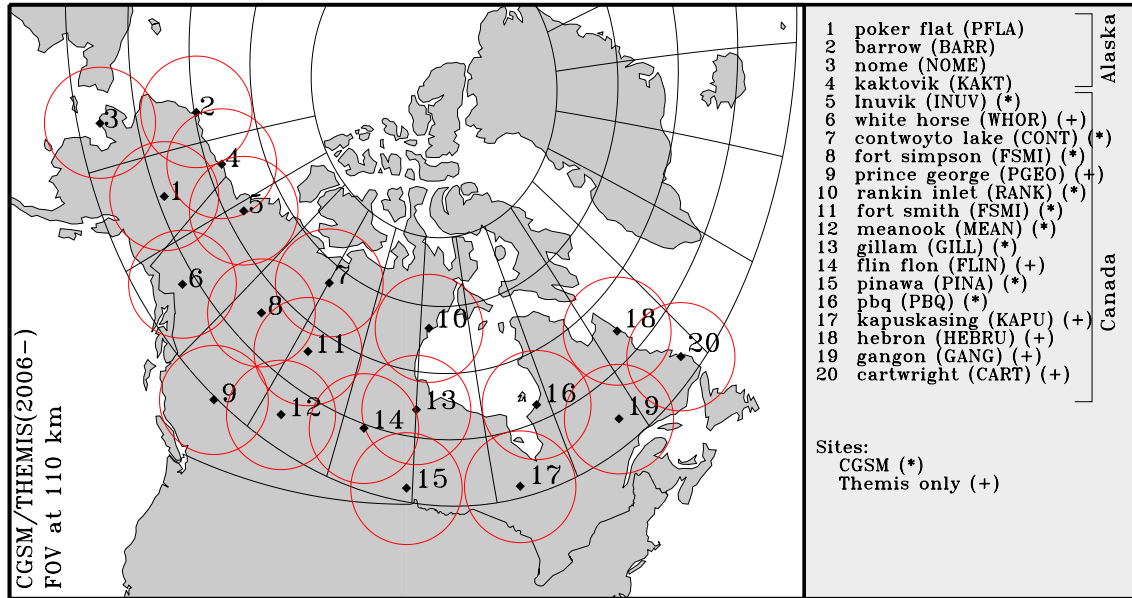 1 poker flat (PFLA)
2 barrow (BARR)
3 nome (NOME)
4 kaktovik (KAKT)
Alaska
5 Inuvik (INUV) (*)
6 white horse (WHOR) (+)
7 contwoyto lake (CONT) (*)
8 fort simpson (FSMI) (*)
9 prince george (PGEO) (+)
10 rankin inlet (RANK) (*)
11 fort smith (FSMI) (*)
12 meanook (MEAN) (*)
13 gillam (GILL) (*)
14 flin flon (FLIN) (+)
15 pinawa (PINA) (*)
16 pbq (PBQ) (*)
17 kapuskasing (KAPU) (+)
18 hebron (HEBRU) (+)
19 gangon (GANG) (+)
20 cartwright (CART) (+)
Canada
Sites:
CGSM (*)
Themis only (+)
CGSM/THEMIS(2006-)
FOV at 110 km
2
3
4
1
5
6
7
8
10
18
11
20
9
12
14
13
16
19
15
17